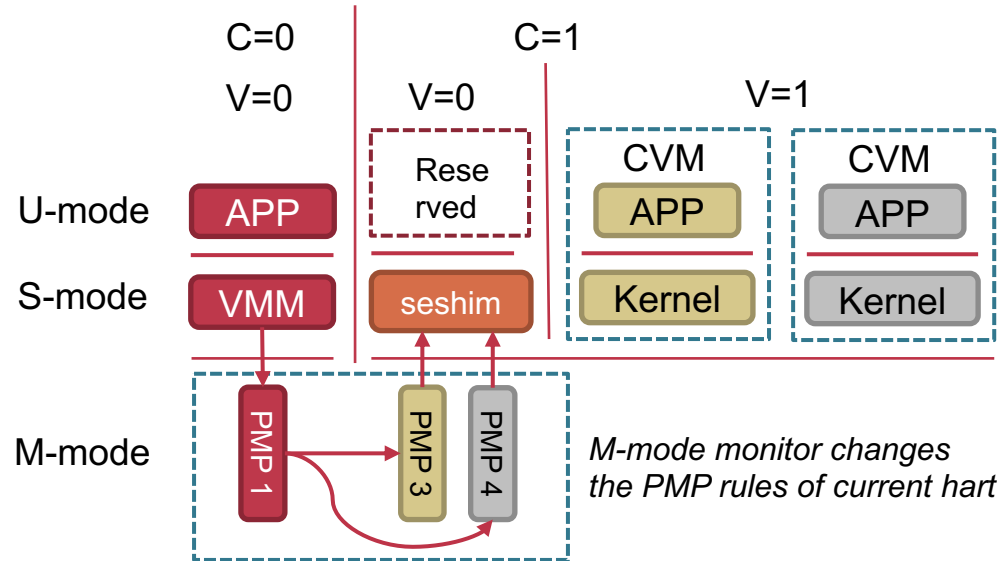 C=0
C=1
V=0
V=0
V=1
Rese
rved
CVM
CVM
U-mode
APP
APP
APP
S-mode
VMM
seshim
Kernel
Kernel
M-mode
PMP 1
PMP 3
PMP 4
M-mode monitor changes
the PMP rules of current hart